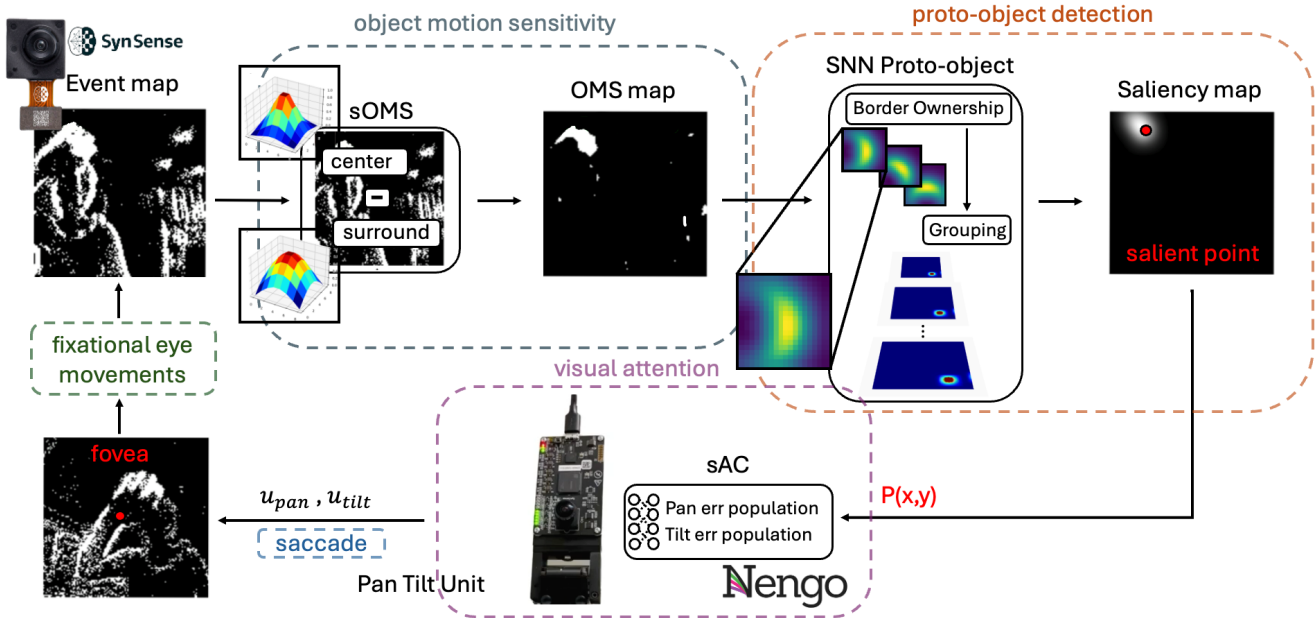 object motion sensitivity
proto-object detection
SynSense
Event map
sOMS
center
-
surround
OMS map
SNN Proto-object
Border Ownership
Grouping
Saliency map
salient point
fixational eye
movements
visual attention
fovea
u_pan , u_tilt
saccade
Pan Tilt Unit
sAC
Pan err population
Tilt err population
Nengo
P(x,y)